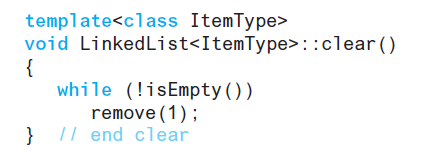 template<class ItemType>
void LinkedList<ItemType>::clear()
{
   while (!isEmpty())
      remove(1);
}  // end clear